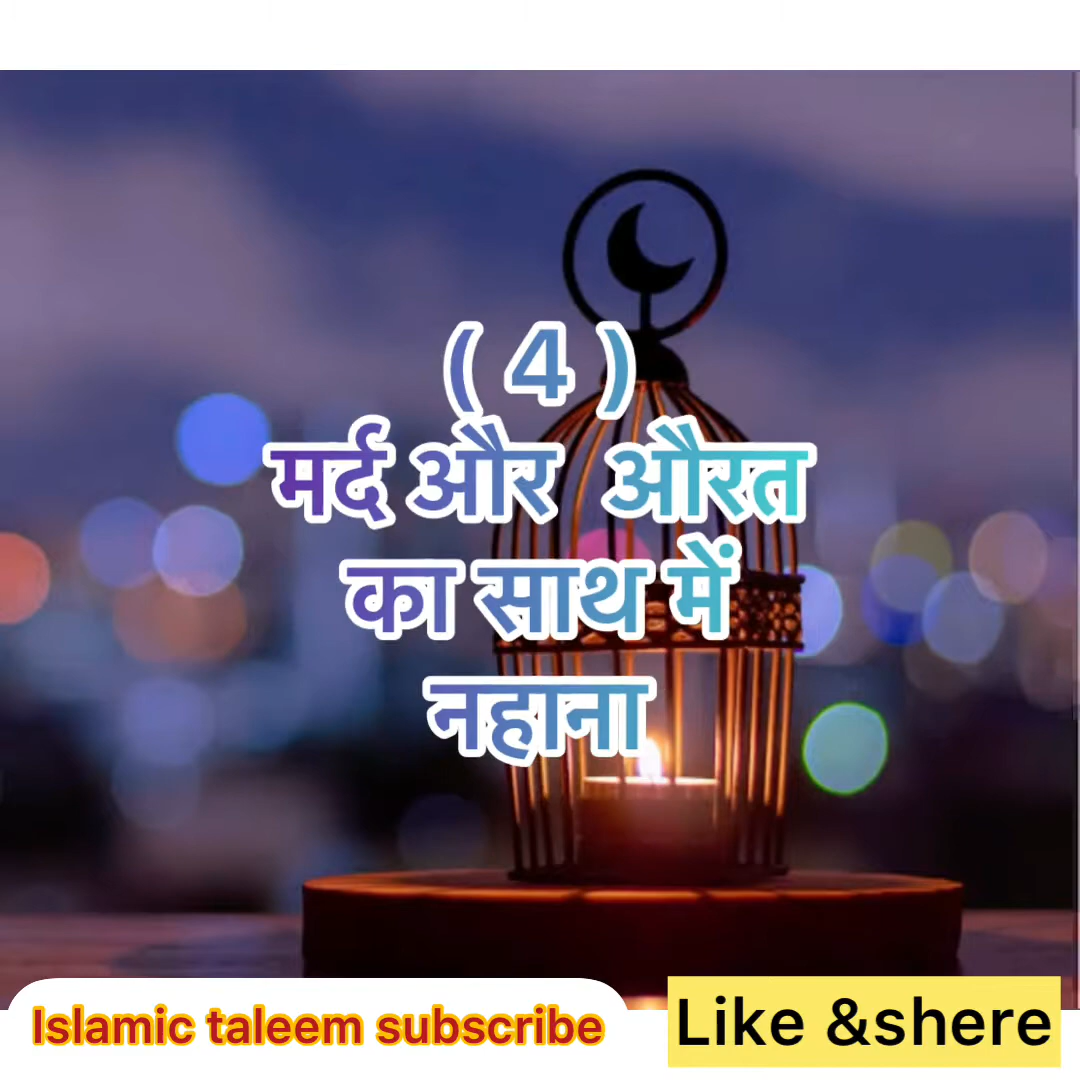 ( 4 )
मर्द और औरत
का साथ में
नहाना
Islamic taleem subscribe
Like &shere